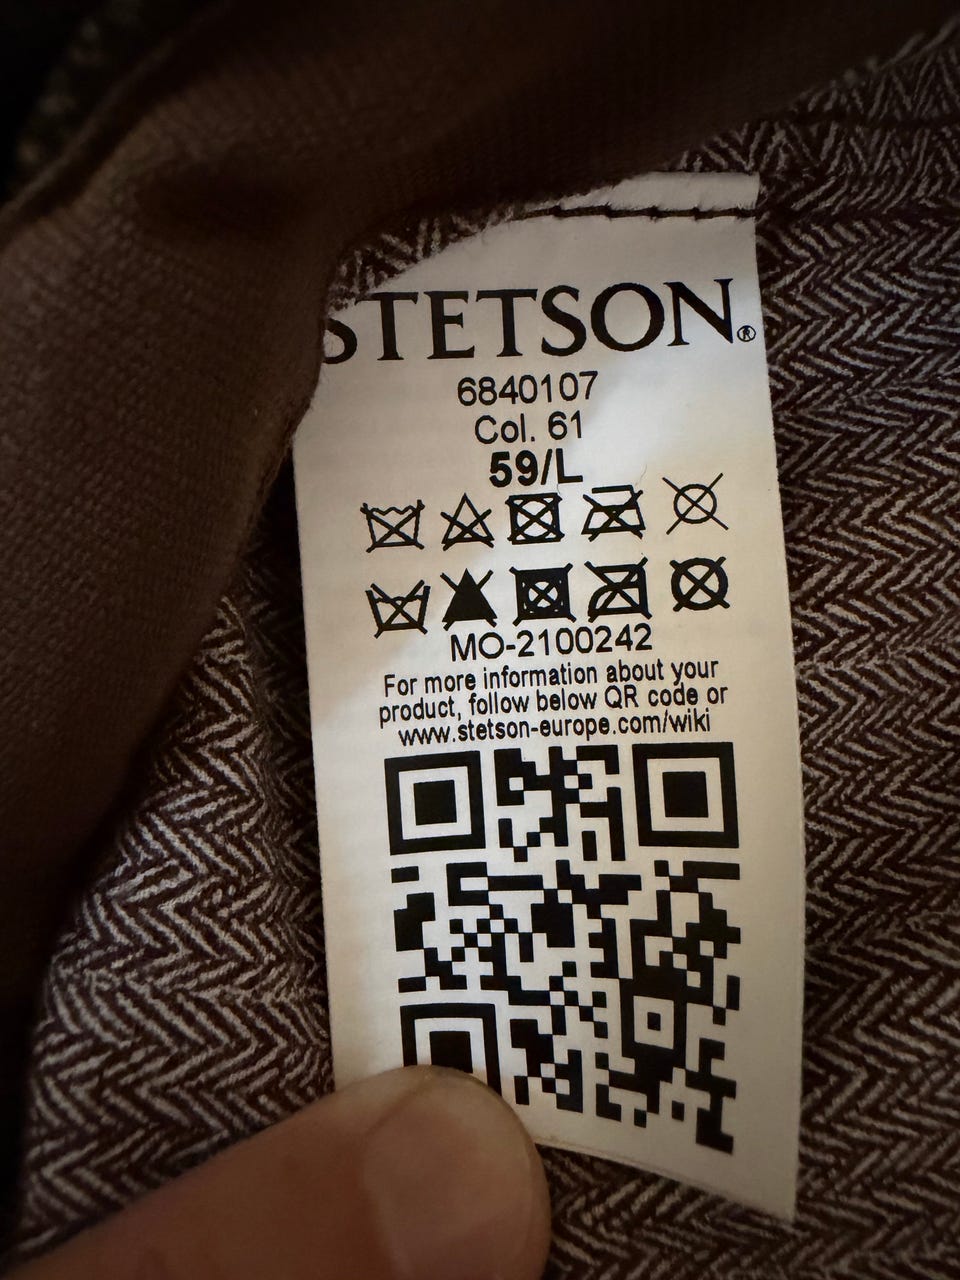 STETSON®
6840107
Col. 61
59/L
MO-2100242
For more information about your
product, follow below QR code or
www.stetson-europe.com/wiki